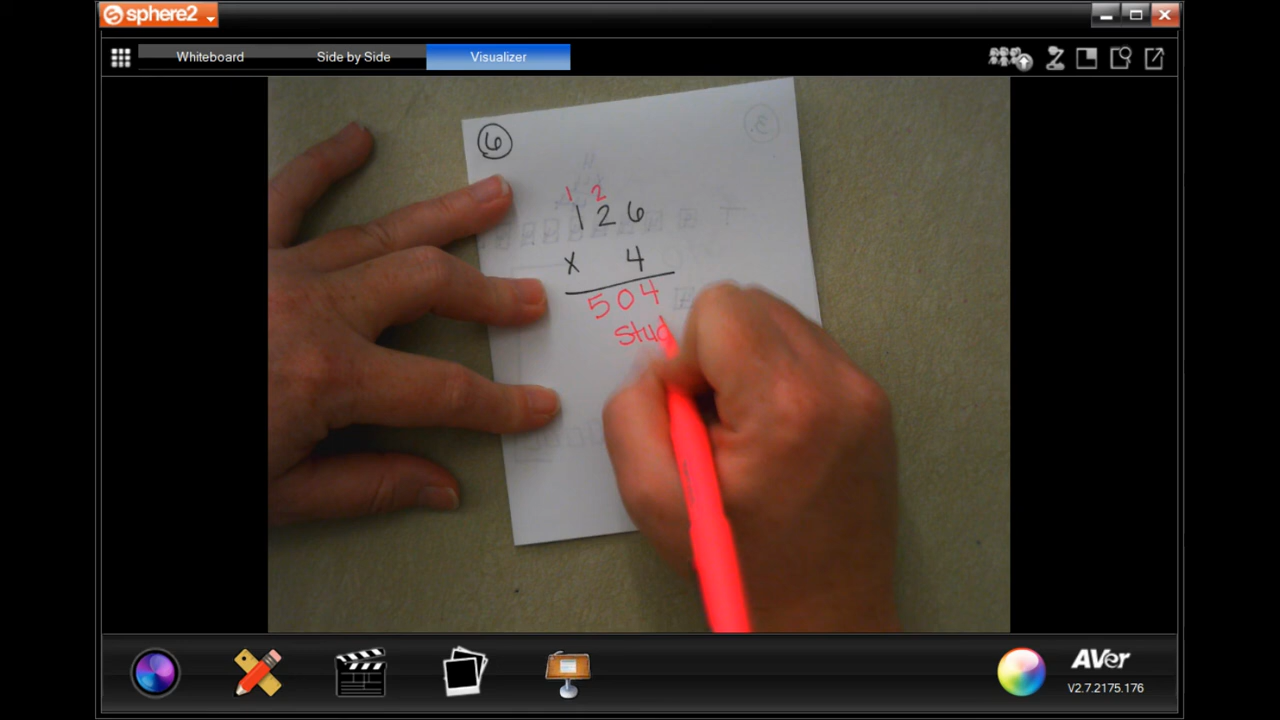 sphere2
Whiteboard Side by Side Visualizer
6
1 2
126
x 4
504
Stud
AVer
V2.7.2175.176